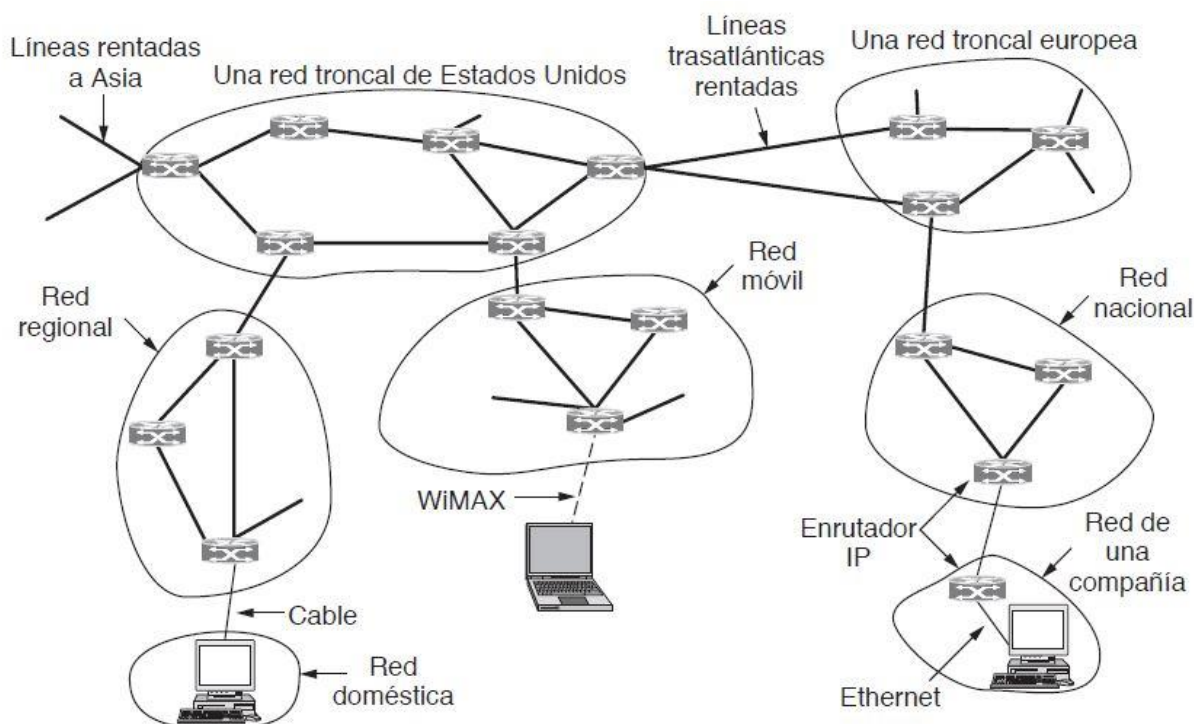 Líneas rentadas
a Asia
Una red troncal de Estados Unidos
Líneas
trasatlánticas
rentadas
Una red troncal europea
Red
regional
Red
móvil
Red
nacional
WiMAX
Enrutador
IP
Red de
una
compañía
Cable
Red
doméstica
Ethernet